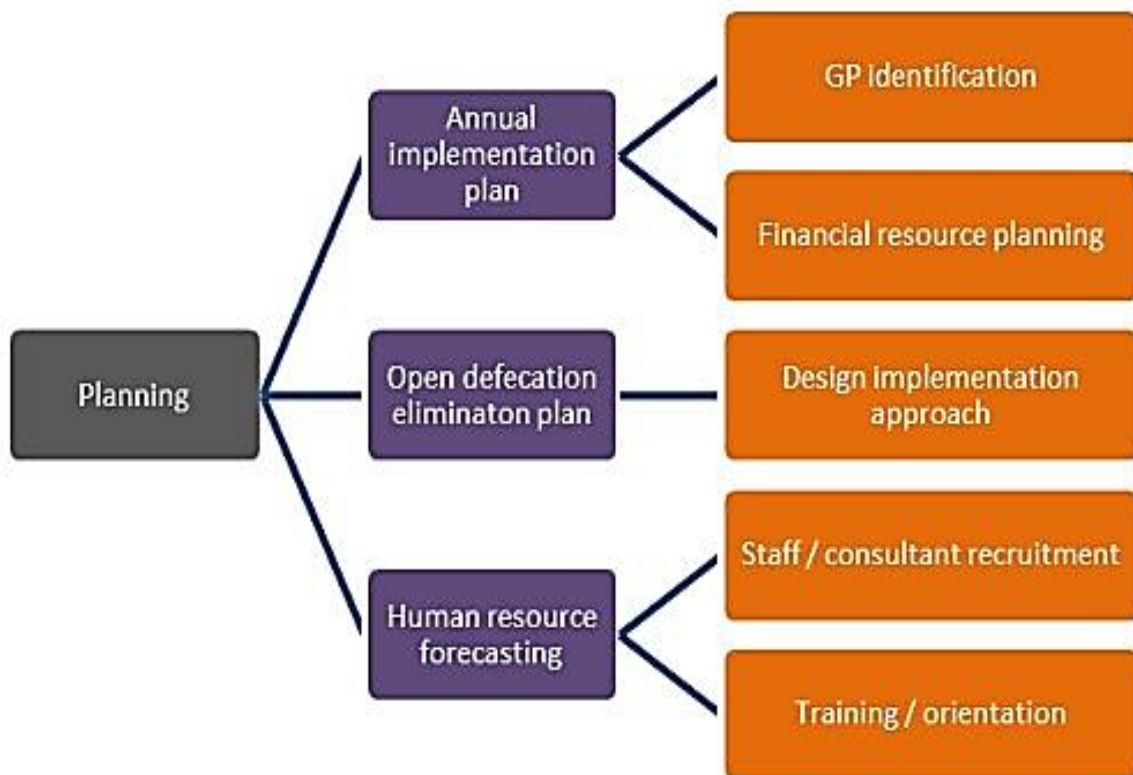 Planning
Annual
implementation
plan
GP identification
Financial resource planning
Open defecation
eliminaton plan
Design implementation
approach
Human resource
forecasting
Staff / consultant recruitment
Training / orientation